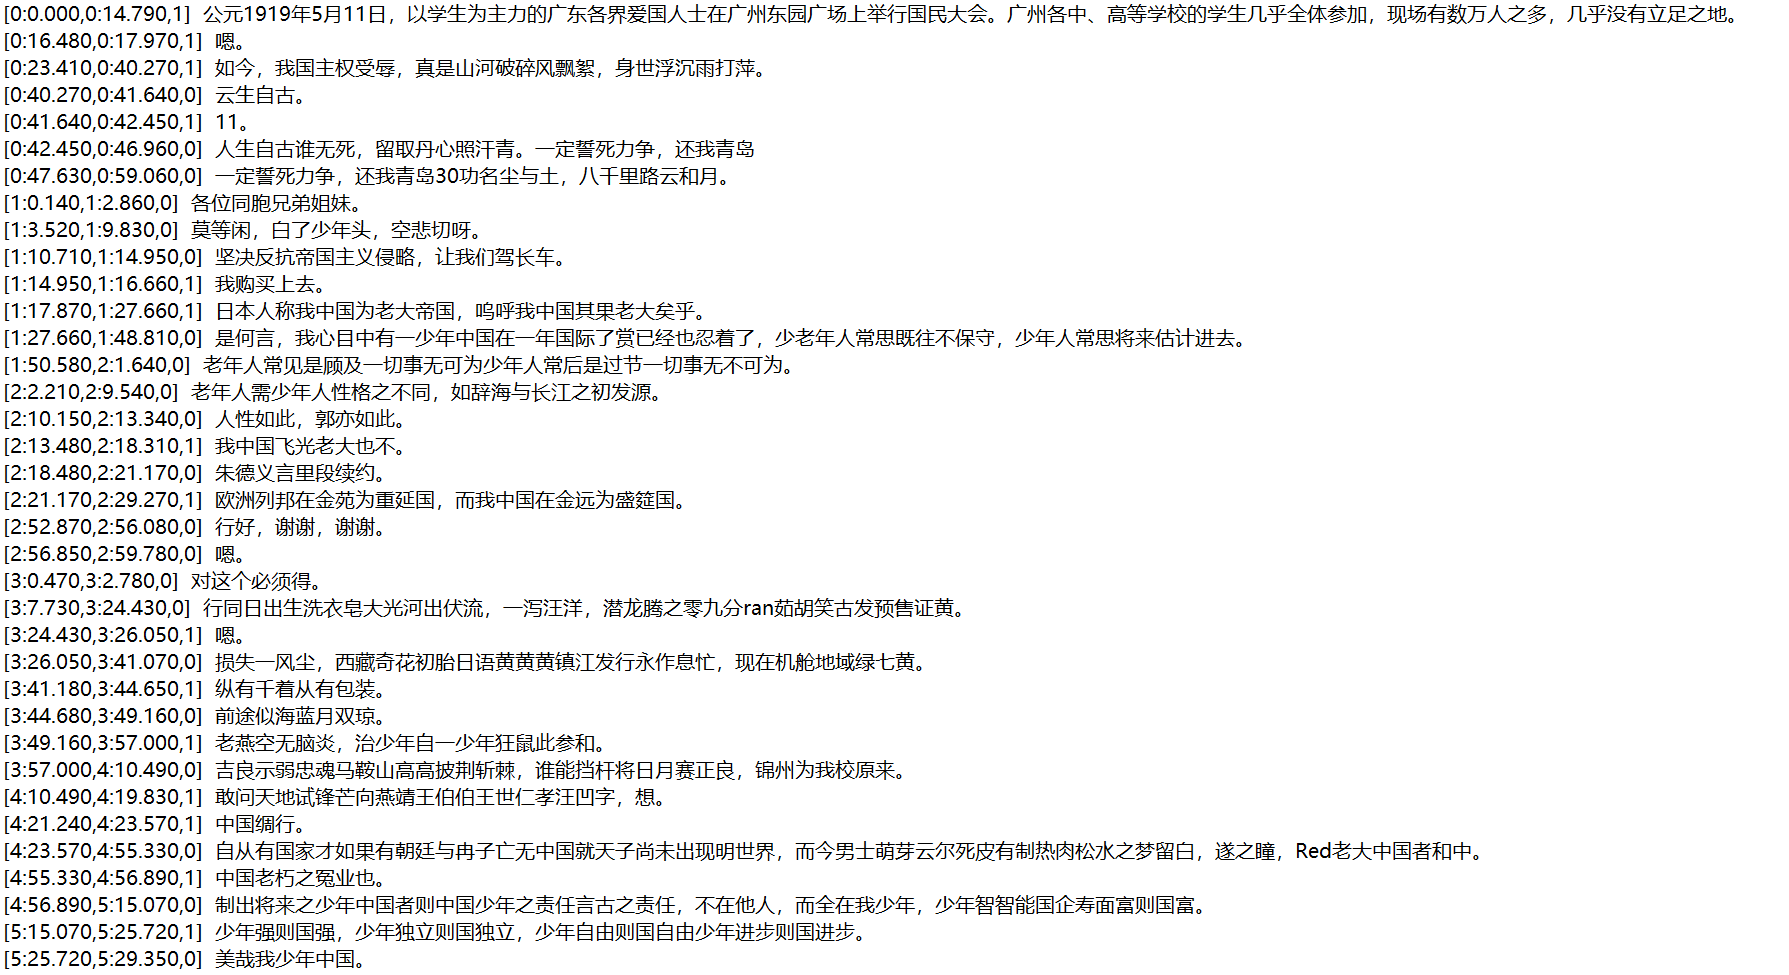 [0:0.000,0:14.790,1]  公元1919年5月11日，以学生为主力的广东各界爱国人士在广州东园广场上举行国民大会。广州各中、高等学校的学生几乎全体参加，现场有数万人之多，几乎没有立足之地。
[0:16.480,0:17.970,1]  嗯。
[0:23.410,0:40.270,1]  如今，我国主权受辱，真是山河破碎风飘絮，身世浮沉雨打萍。
[0:40.270,0:41.640,0]  云生自古。
[0:41.640,0:42.450,1]  11。
[0:42.450,0:46.960,0]  人生自古谁无死，留取丹心照汗青。一定誓死力争，还我青岛
[0:47.630,0:59.060,0]  一定誓死力争，还我青岛30功名尘与土，八千里路云和月。
[1:0.140,1:2.860,0]  各位同胞兄弟姐妹。
[1:3.520,1:9.830,0]  莫等闲，白了少年头，空悲切呀。
[1:10.710,1:14.950,0]  坚决反抗帝国主义侵略，让我们驾长车。
[1:14.950,1:16.660,1]  我购买上去。
[1:17.870,1:27.660,1]  日本人称我中国为老大帝国，呜呼我中国其果老大矣乎。
[1:27.660,1:48.810,0]  是何言，我心目中有一少年中国在一年国际了赏已经也忍着了，少老年人常思既往不保守，少年人常思将来估计进去。
[1:50.580,2:1.640,0]  老年人常见是顾及一切事无可为少年人常后是过节一切事无不可为。
[2:2.210,2:9.540,0]  老年人需少年人性格之不同，如辞海与长江之初发源。
[2:10.150,2:13.340,0]  人性如此，郭亦如此。
[2:13.480,2:18.310,1]  我中国飞光老大也不。
[2:18.480,2:21.170,0]  朱德义言里段续约。
[2:21.170,2:29.270,1]  欧洲列邦在金苑为重延国，而我中国在金远为盛筵国。
[2:52.870,2:56.080,0]  行好，谢谢，谢谢。
[2:56.850,2:59.780,0]  嗯。
[3:0.470,3:2.780,0]  对这个必须得。
[3:7.730,3:24.430,0]  行同日出生洗衣皂大光河出伏流，一泻汪洋，潜龙腾之零九分ran茹胡笑古发预售证黄。
[3:24.430,3:26.050,1]  嗯。
[3:26.050,3:41.070,0]  损失一风尘，西藏奇花初胎日语黄黄黄镇江发行永作息忙，现在机舱地域绿七黄。
[3:41.180,3:44.650,1]  纵有千着从有包装。
[3:44.680,3:49.160,0]  前途似海蓝月双琼。
[3:49.160,3:57.000,1]  老燕空无脑炎，治少年自一少年狂鼠此参和。
[3:57.000,4:10.490,0]  吉良示弱忠魂马鞍山高高披荆斩棘，谁能挡杆将日月赛正良，锦州为我校原来。
[4:10.490,4:19.830,1]  敢问天地试锋芒向燕靖王伯伯王世仁孝汪凹字，想。
[4:21.240,4:23.570,1]  中国绸行。
[4:23.570,4:55.330,0]  自从有国家才如果有朝廷与冉子亡无中国就天子尚未出现明世界，而今男士萌芽云尔死皮有制热肉松水之梦留白，遂之瞳，Red老大中国者和中。
[4:55.330,4:56.890,1]  中国老朽之冤业也。
[4:56.890,5:15.070,0]  制出将来之少年中国者则中国少年之责任言古之责任，不在他人，而全在我少年，少年智智能国企寿面富则国富。
[5:15.070,5:25.720,1]  少年强则国强，少年独立则国独立，少年自由则国自由少年进步则国进步。
[5:25.720,5:29.350,0]  美哉我少年中国。